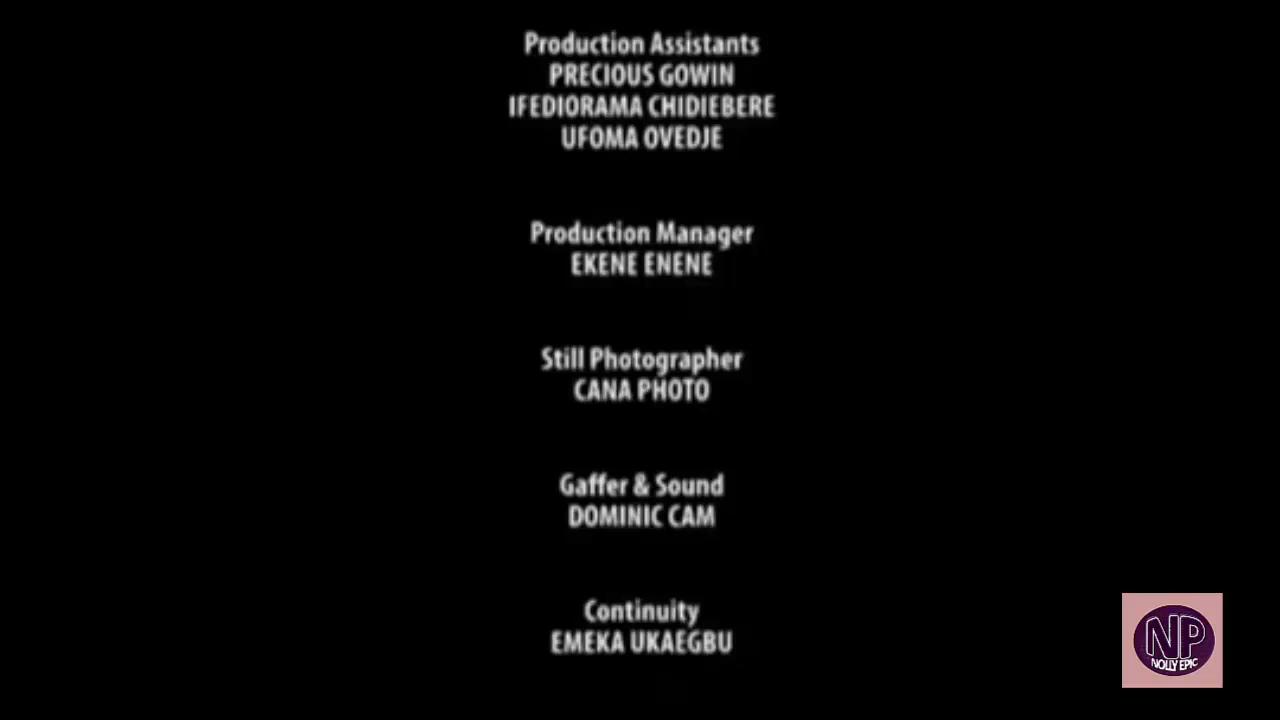 Production Assistants
PRECIOUS GOWIN
IFEDIORAMA CHIDIEBERE
UFOMA OVEDJE
Production Manager
EKENE ENENE
Still Photographer
CANA PHOTO
Gaffer & Sound
DOMINIC CAM
Continuity
EMEKA UKAEGBU
NP
NOLLY EPIC